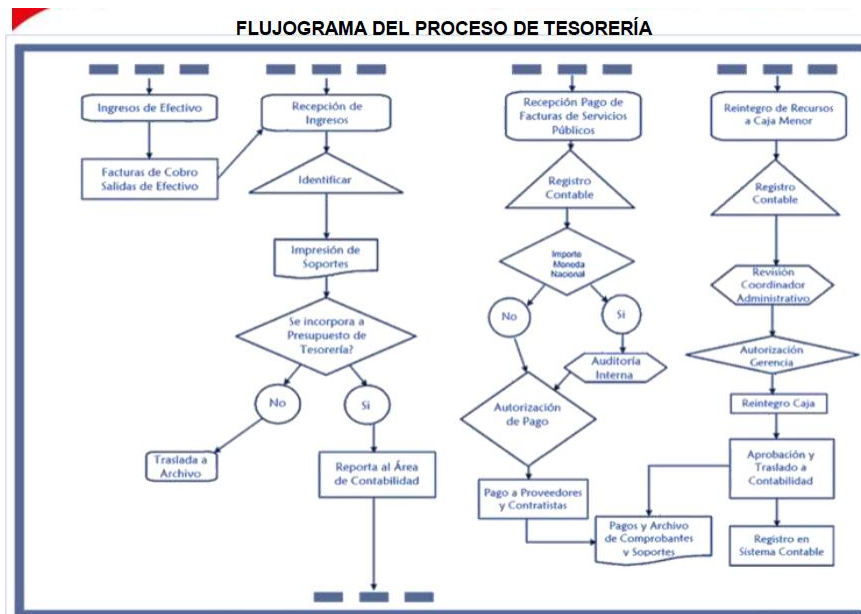 FLUJOGRAMA DEL PROCESO DE TESORERÍA
Ingresos de Efectivo
Facturas de Cobro
Salidas de Efectivo
Recepción de
Ingresos
Identificar
Impresión de
Soportes
Se incorpora a
Presupuesto de
Tesorería?
No
Si
Traslada a
Archivo
Reporta al Área
de Contabilidad
Recepción Pago de
Facturas de Servicios
Públicos
Registro
Contable
Importe
Moneda
Nacional
No
Si
Auditoría
Interna
Autorización
de Pago
Pago a Proveedores
y Contratistas
Pagos y Archivo
de Comprobantes
y Soportes
Reintegro de Recursos
a Caja Menor
Registro
Contable
Revisión
Coordinador
Administrativo
Autorización
Gerencia
Reintegro Caja
Aprobación y
Traslado a
Contabilidad
Registro en
Sistema Contable